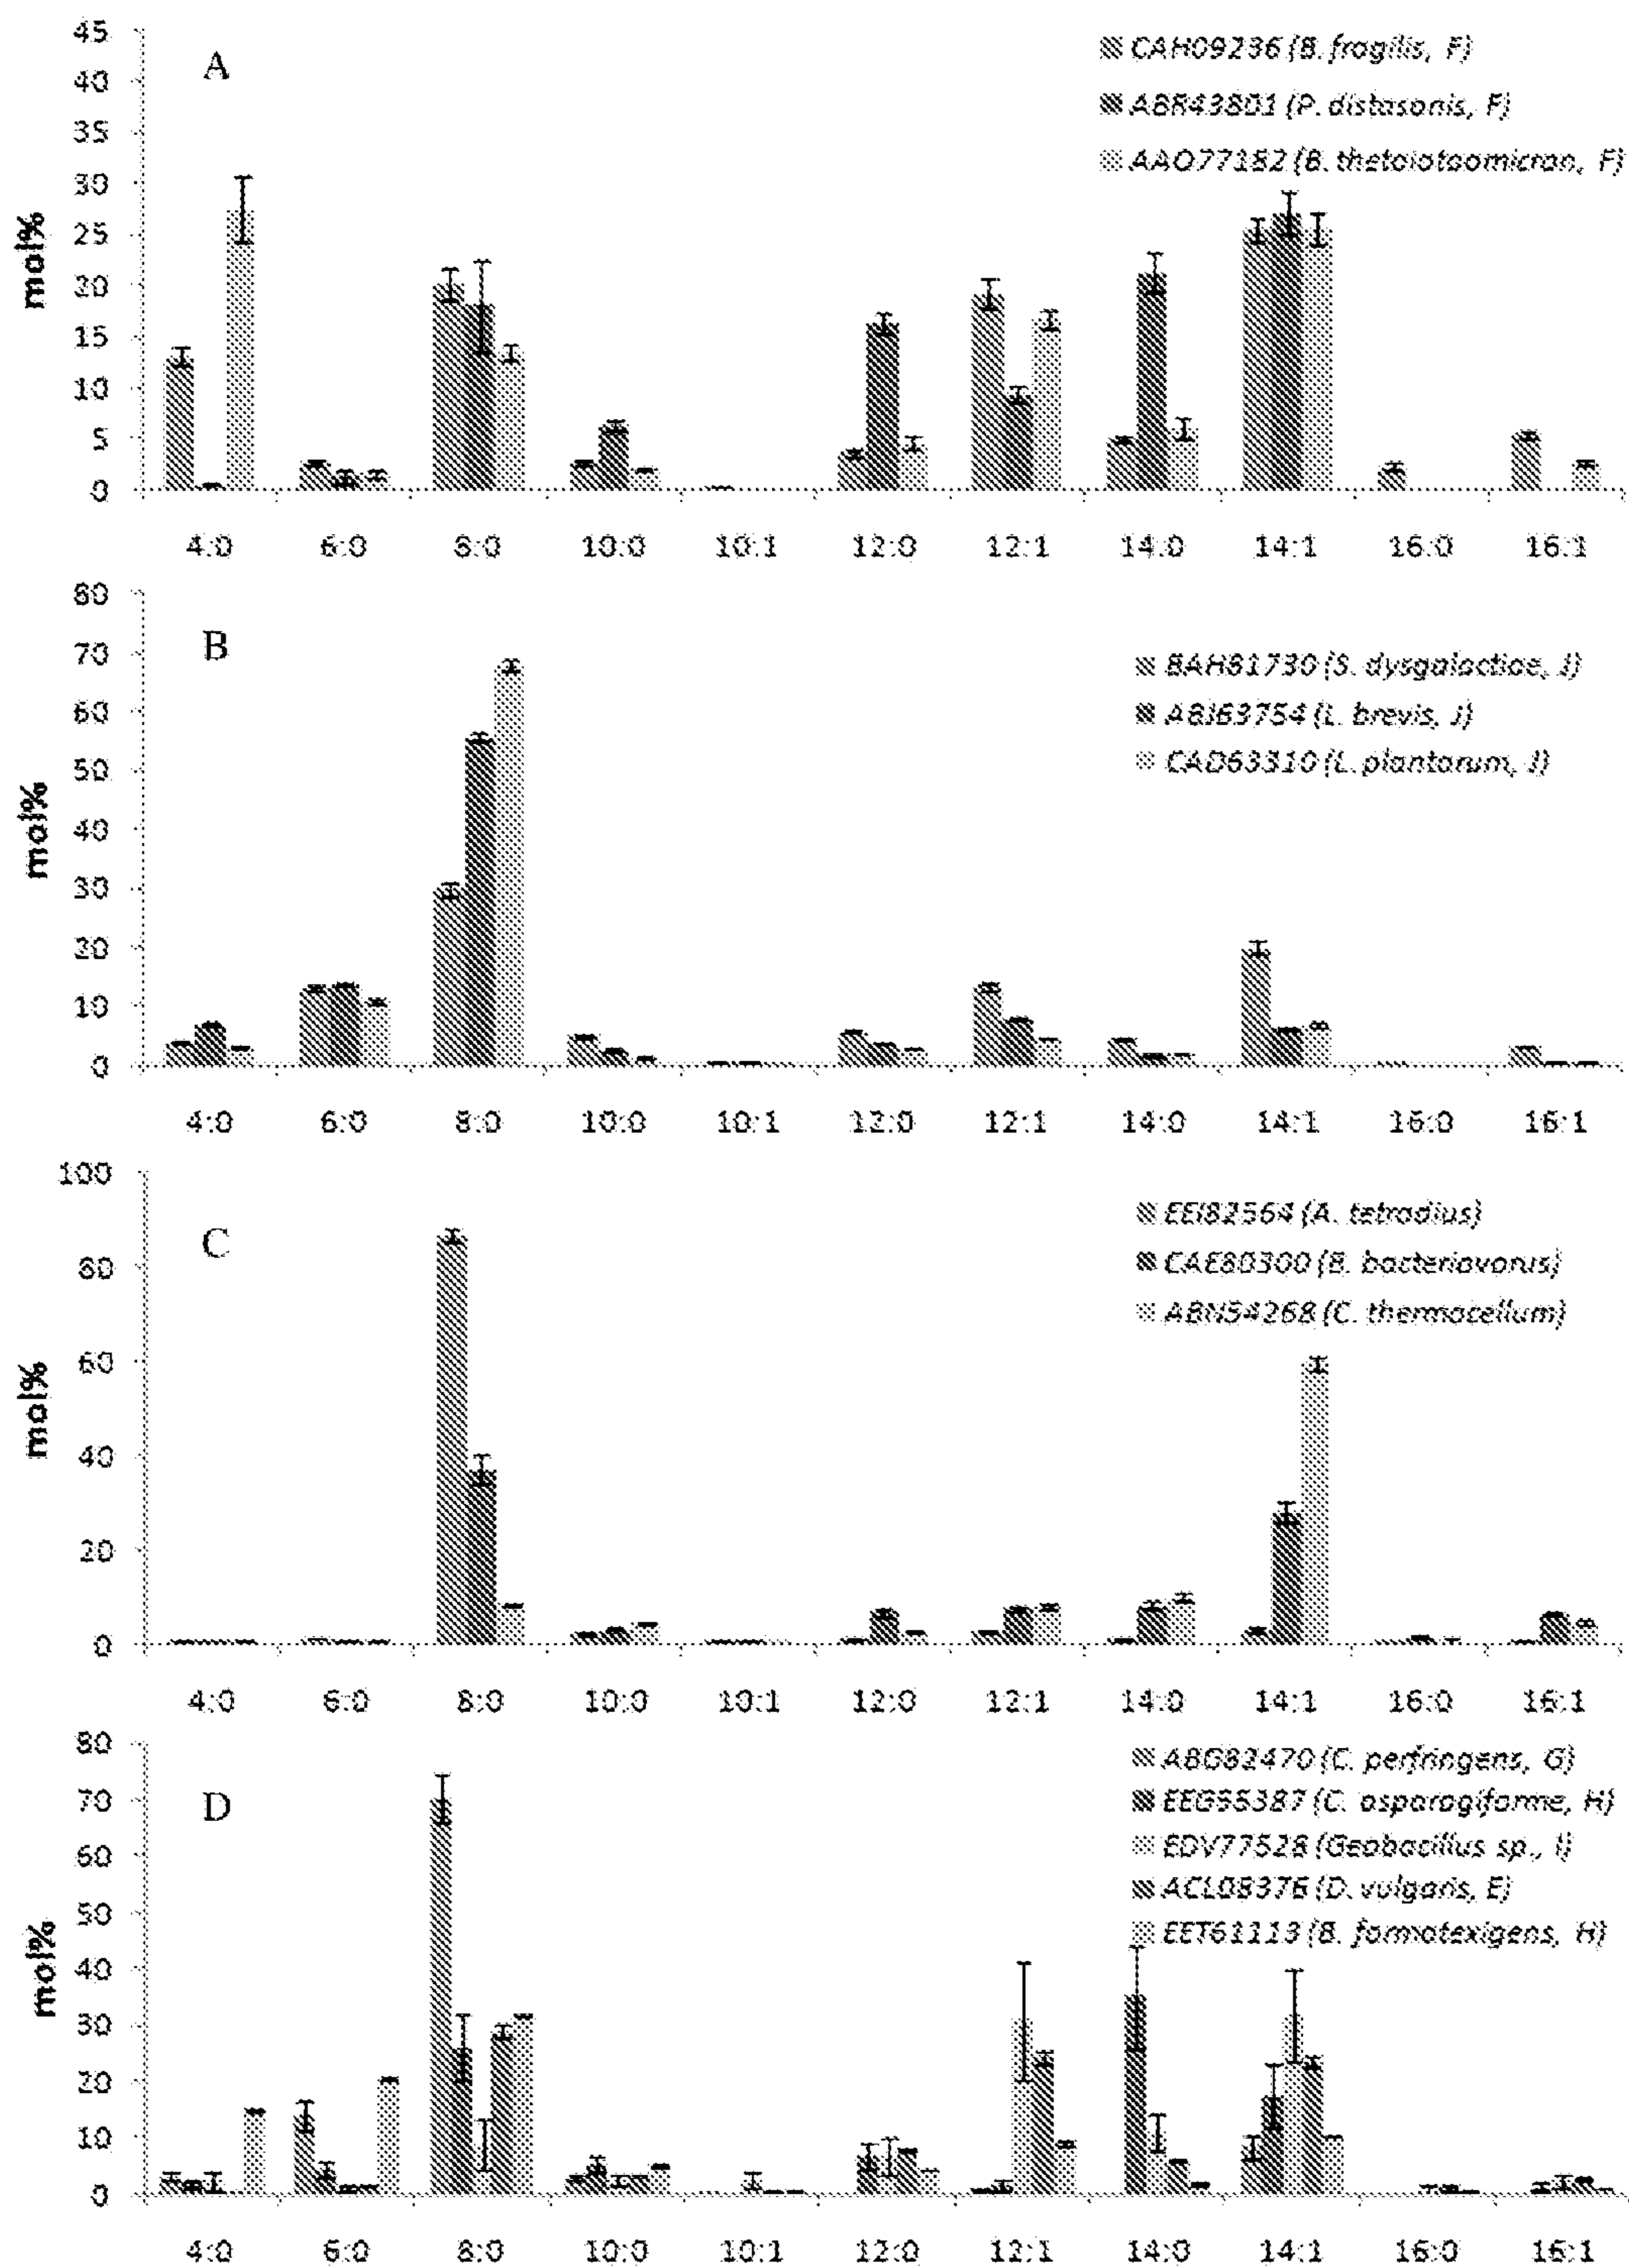 A
45
40
35
30
25
20
15
10
5
0
mol%
CAH09236 (B. fragilis, F)
ABR43801 (P. distasonis, F)
AAO77182 (B. thetaiotaomicron, F)
4:0 6:0 8:0 10:0 10:1 12:0 12:1 14:0 14:1 16:0 16:1
B
80
70
60
50
40
30
20
10
0
mol%
BAH81730 (S. dysgalactiae, J)
ABJ63754 (L. brevis, J)
CAD63310 (L. plantarum, J)
4:0 6:0 8:0 10:0 10:1 12:0 12:1 14:0 14:1 16:0 16:1
C
100
80
60
40
20
0
mol%
EEI82564 (A. tetradius)
CAE80300 (B. bacteriovorus)
ABN54268 (C. thermocellum)
4:0 6:0 8:0 10:0 10:1 12:0 12:1 14:0 14:1 16:0 16:1
D
80
70
60
50
40
30
20
10
0
mol%
ABG82470 (C. perfringens, G)
EEG55387 (C. asparagiforme, H)
EDV77528 (Geobacillus sp., I)
ACL08376 (D. vulgaris, E)
EET61113 (B. formatexigens, H)
4:0 6:0 8:0 10:0 10:1 12:0 12:1 14:0 14:1 16:0 16:1